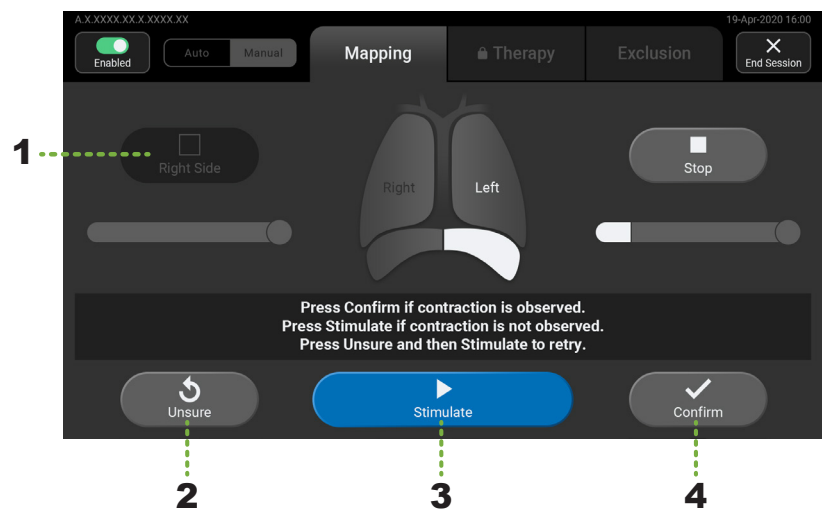 A.X.XXXX.XX.X.XXXX.XX
19-Apr-2020 16:00
Enabled
Auto
Manual
Mapping
Therapy
Exclusion
End Session
1
Right Side
Right
Left
Stop
Press Confirm if contraction is observed.
Press Stimulate if contraction is not observed.
Press Unsure and then Stimulate to retry.
Unsure
Stimulate
Confirm
2
3
4